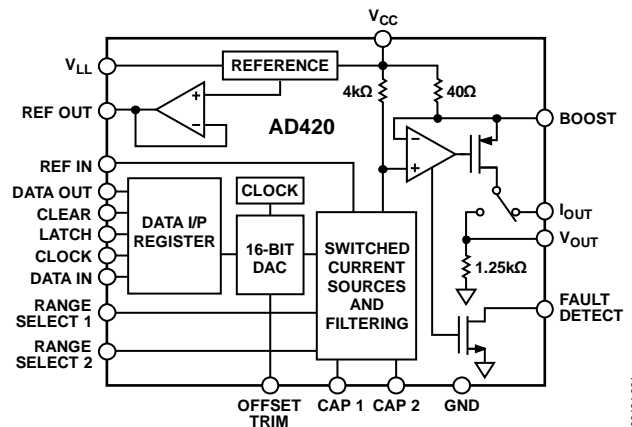 VCC
VLL
REFERENCE
4kΩ
40Ω
REF OUT
+
−
AD420
BOOST
−
+
REF IN
DATA OUT
CLEAR
LATCH
CLOCK
DATA IN
DATA I/P
REGISTER
CLOCK
16-BIT
DAC
SWITCHED
CURRENT
SOURCES
AND
FILTERING
IOUT
VOUT
1.25kΩ
RANGE
SELECT 1
RANGE
SELECT 2
FAULT
DETECT
OFFSET
TRIM
CAP 1
CAP 2
GND